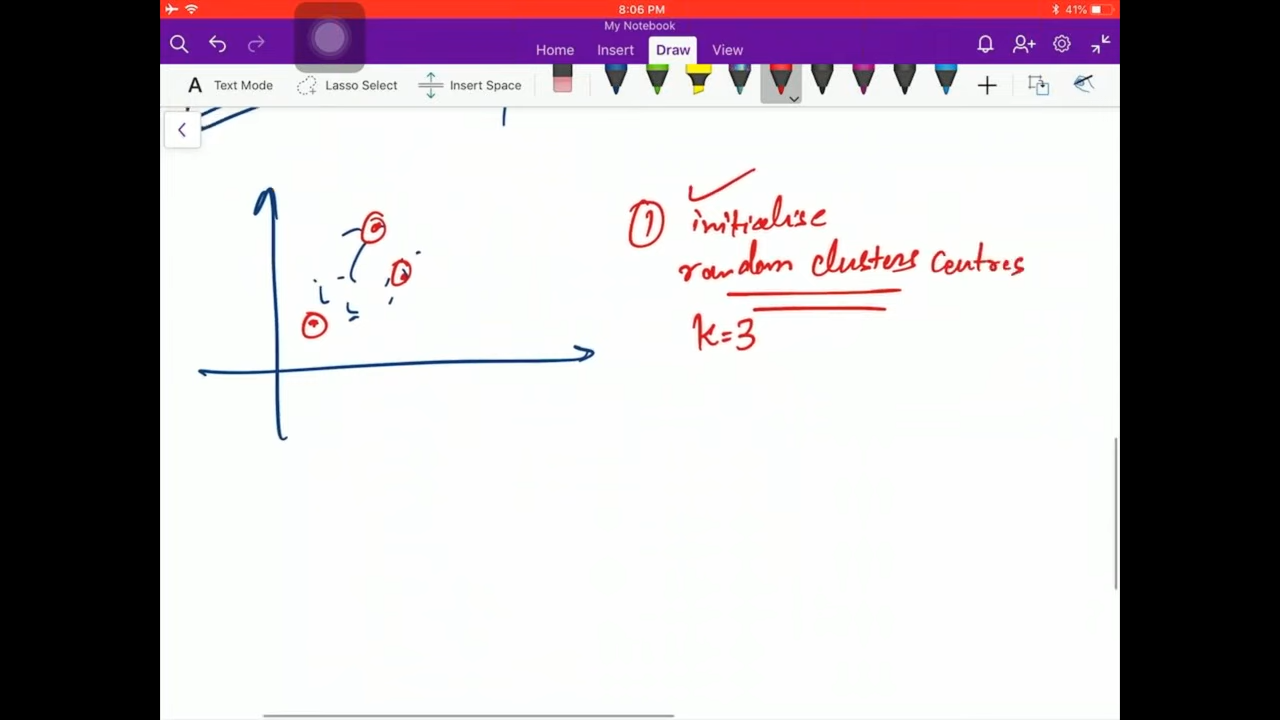 8:06 PM
41%
My Notebook
Home Insert Draw View
A Text Mode Lasso Select Insert Space
① initialise
random clusters centres
k=3